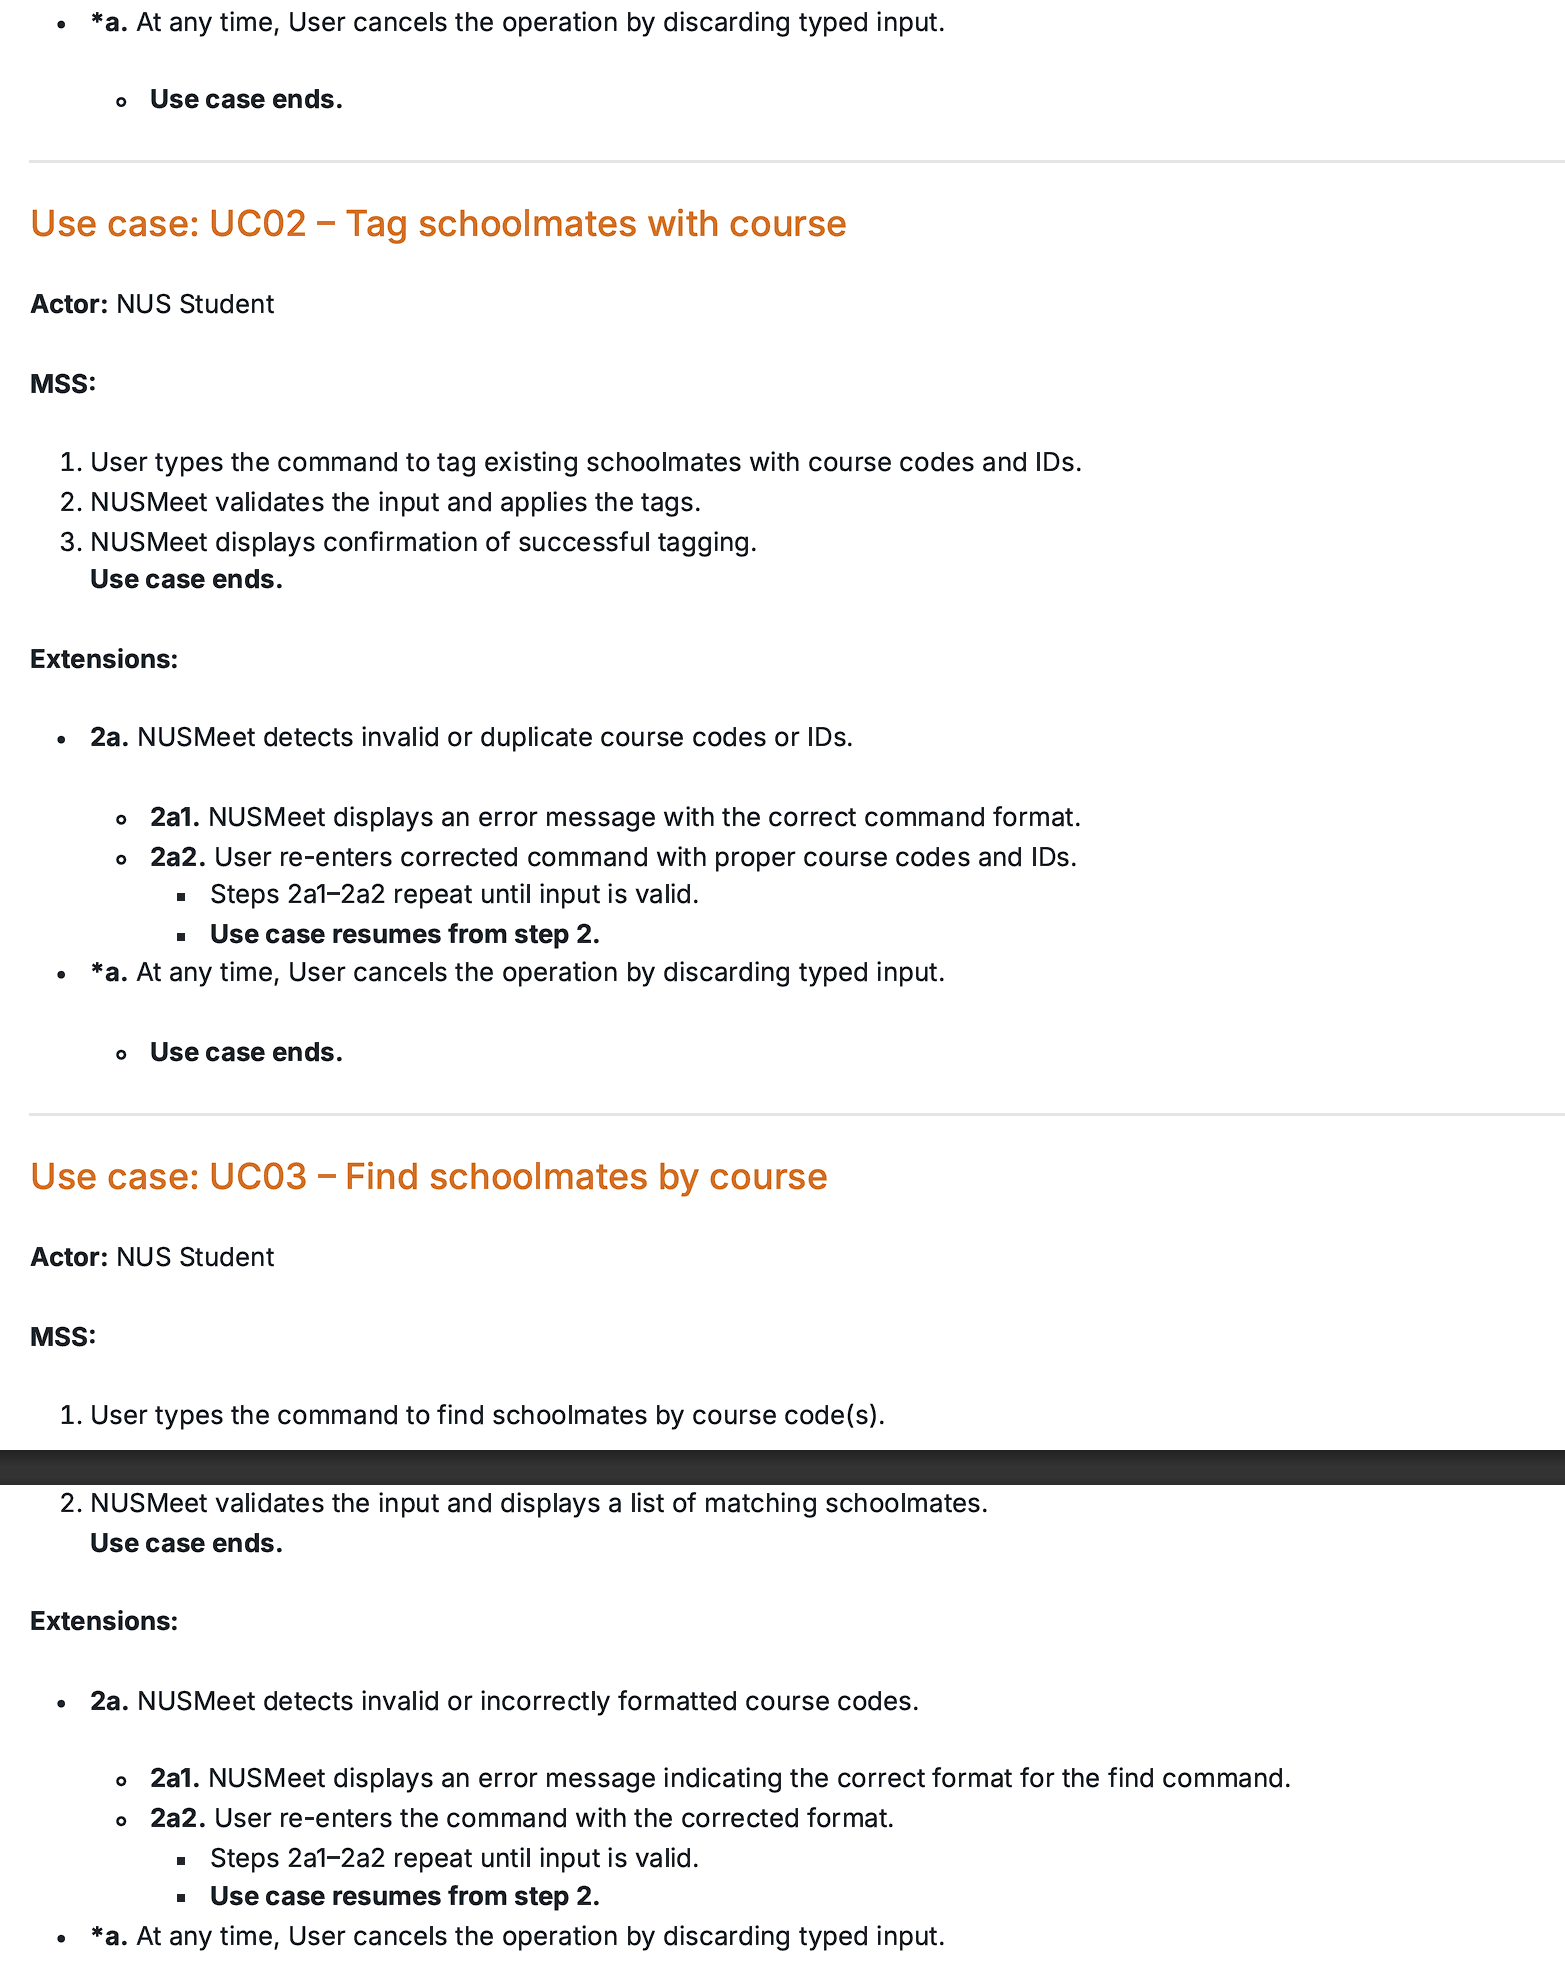 • *a. At any time, User cancels the operation by discarding typed input.
◦ Use case ends.
Use case: UC02 – Tag schoolmates with course
Actor: NUS Student
MSS:
1. User types the command to tag existing schoolmates with course codes and IDs.
2. NUSMeet validates the input and applies the tags.
3. NUSMeet displays confirmation of successful tagging.
Use case ends.
Extensions:
• 2a. NUSMeet detects invalid or duplicate course codes or IDs.
◦ 2a1. NUSMeet displays an error message with the correct command format.
◦ 2a2. User re-enters corrected command with proper course codes and IDs.
▪ Steps 2a1–2a2 repeat until input is valid.
▪ Use case resumes from step 2.
• *a. At any time, User cancels the operation by discarding typed input.
◦ Use case ends.
Use case: UC03 – Find schoolmates by course
Actor: NUS Student
MSS:
1. User types the command to find schoolmates by course code(s).
2. NUSMeet validates the input and displays a list of matching schoolmates.
Use case ends.
Extensions:
• 2a. NUSMeet detects invalid or incorrectly formatted course codes.
◦ 2a1. NUSMeet displays an error message indicating the correct format for the find command.
◦ 2a2. User re-enters the command with the corrected format.
▪ Steps 2a1–2a2 repeat until input is valid.
▪ Use case resumes from step 2.
• *a. At any time, User cancels the operation by discarding typed input.